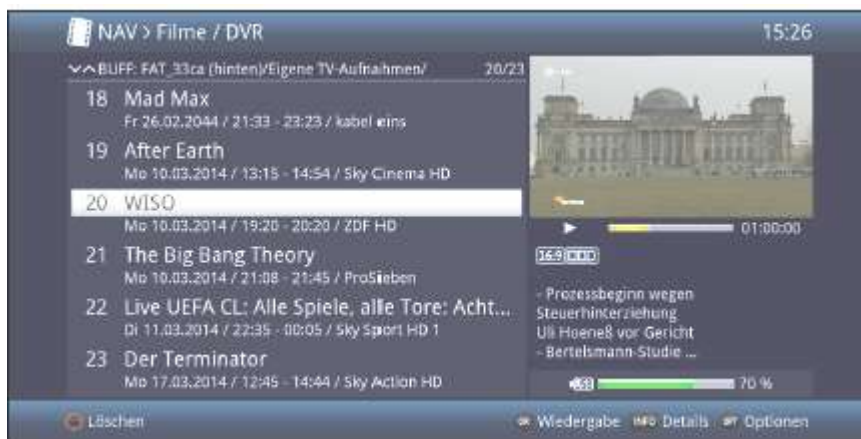 NAV > Filme / DVR 15:26
BUFF: FAT_33ca (hinten)/Eigene TV-Aufnahmen/ 20/23
18 Mad Max
Fr 26.02.2044 / 21:33 - 23:23 / kabel eins
19 After Earth
Mo 10.03.2014 / 13:15 - 14:54 / Sky Cinema HD
20 WISO
Mo 10.03.2014 / 19:20 - 20:20 / ZDF HD
21 The Big Bang Theory
Mo 10.03.2014 / 21:08 - 21:45 / ProSieben
22 Live UEFA CL: Alle Spiele, alle Tore: Acht...
Di 11.03.2014 / 22:35 - 00:05 / Sky Sport HD 1
23 Der Terminator
Mo 17.03.2014 / 12:45 - 14:44 / Sky Action HD
01:00:00
16:9
- Prozessbeginn wegen
Steuerhinterziehung
Uli Hoeneß vor Gericht
- Bertelsmann-Studie ...
70 %
Löschen OK Wiedergabe INFO Details OPT Optionen